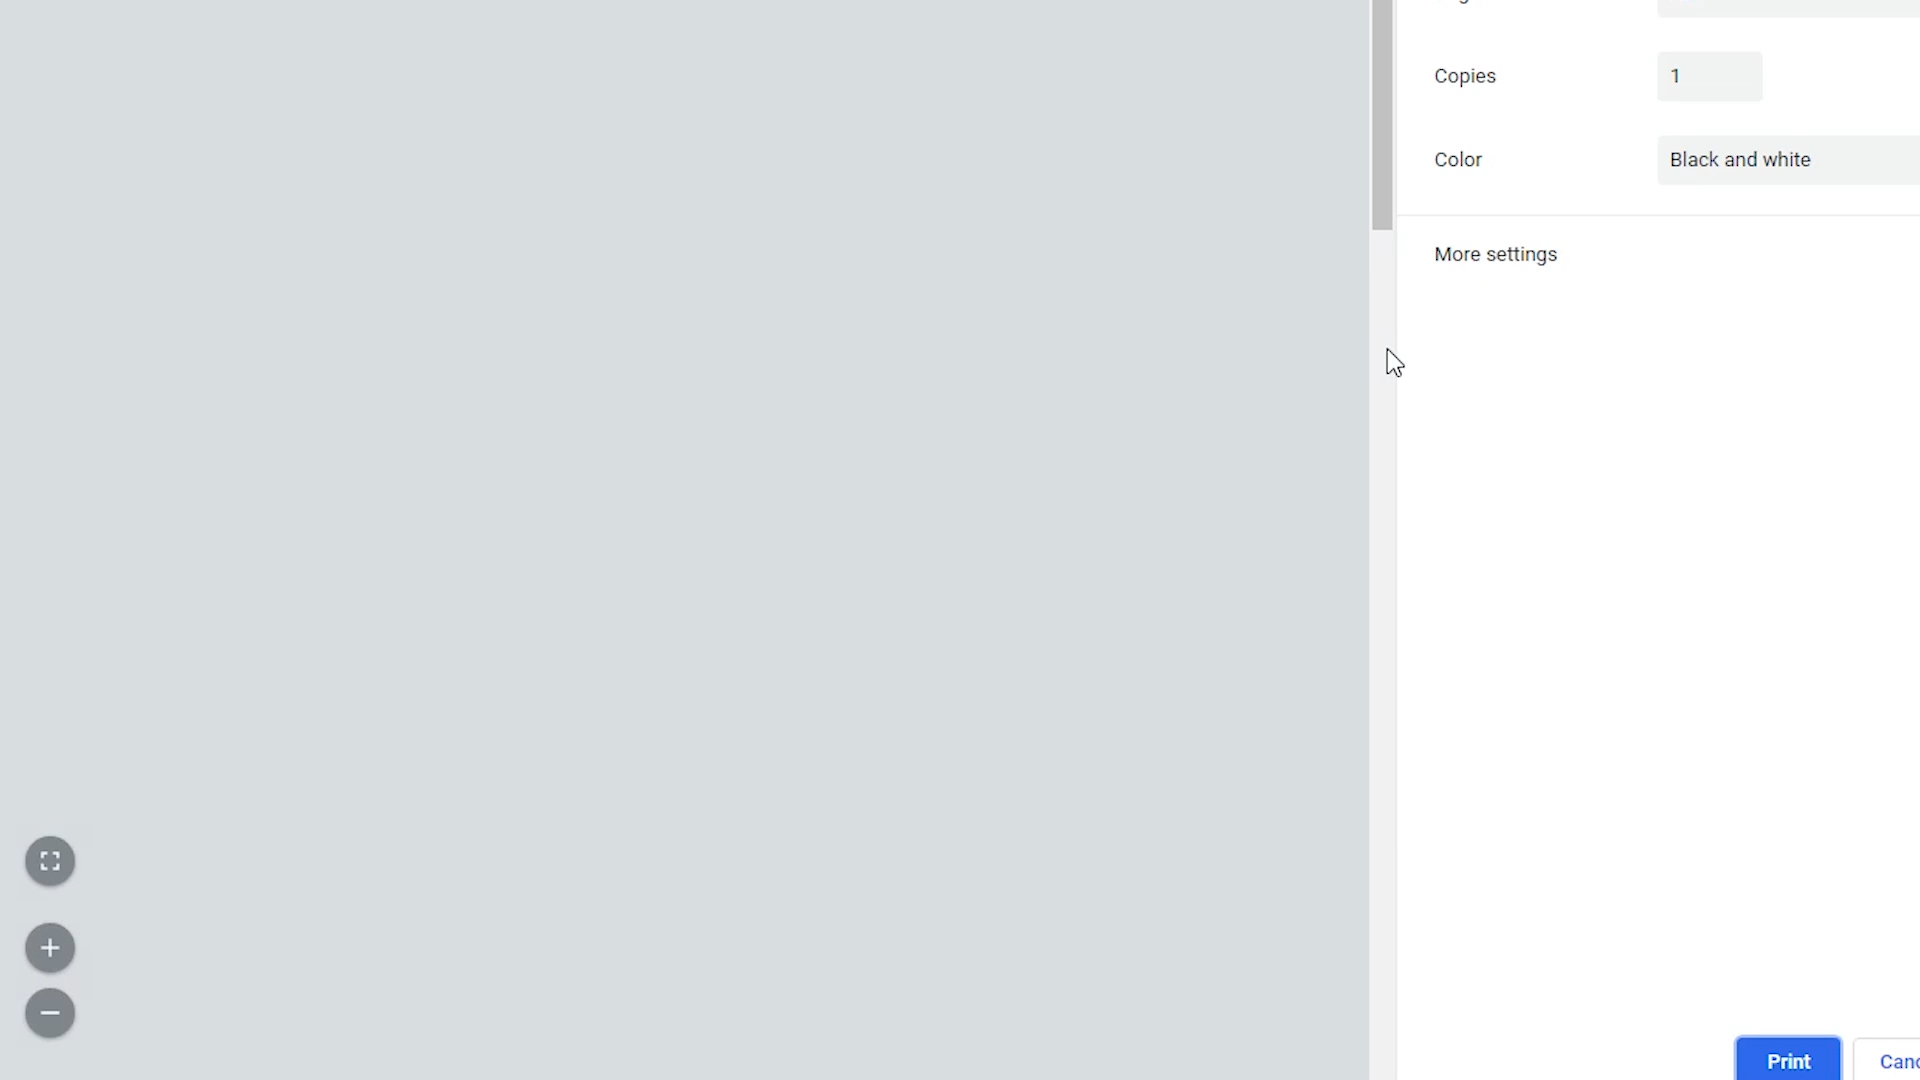 Copies
1
Color
Black and white
More settings
Print